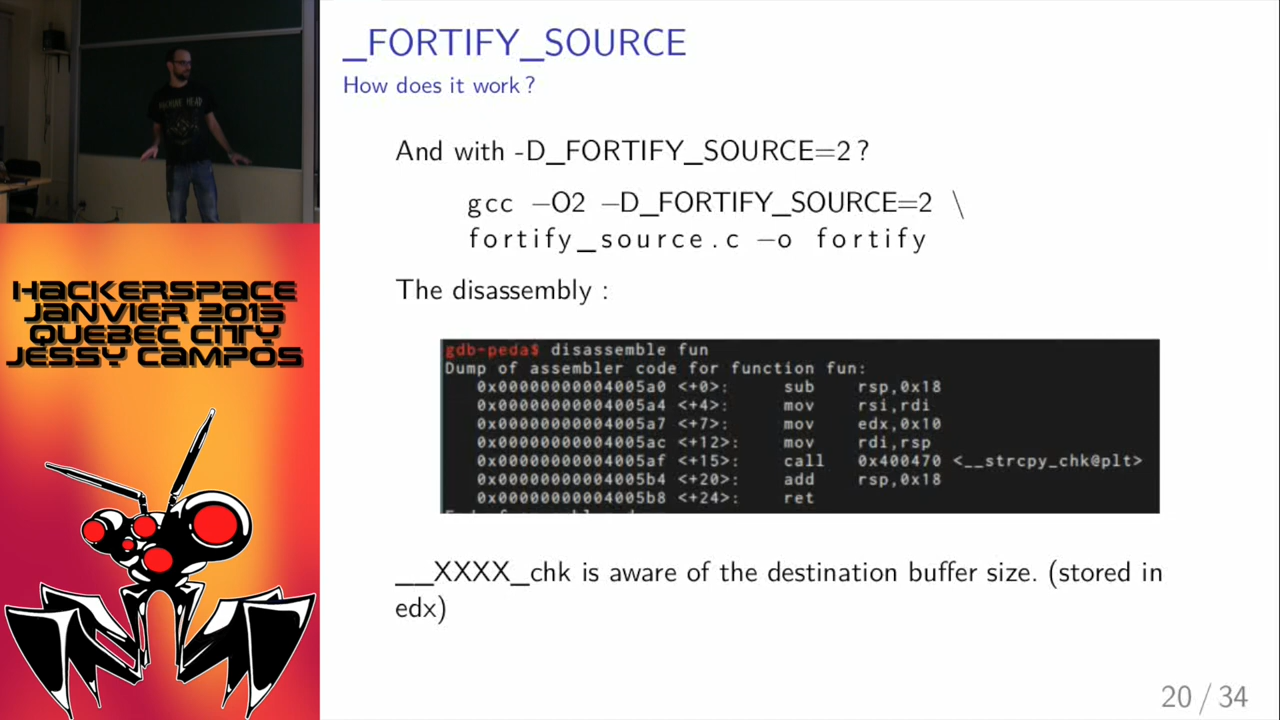 _FORTIFY_SOURCE
How does it work ?
And with -D_FORTIFY_SOURCE=2 ?
gcc −O2 −D_FORTIFY_SOURCE=2 \
fortify_source.c −o fortify
The disassembly :
gdb-peda$ disassemble fun
Dump of assembler code for function fun:
0x00000000004005a0 <+0>: sub rsp,0x18
0x00000000004005a4 <+4>: mov rsi,rdi
0x00000000004005a7 <+7>: mov edx,0x10
0x00000000004005ac <+12>: mov rdi,rsp
0x00000000004005af <+15>: call 0x400470 <__strcpy_chk@plt>
0x00000000004005b4 <+20>: add rsp,0x18
0x00000000004005b8 <+24>: ret
__XXXX_chk is aware of the destination buffer size. (stored in
edx)
20 / 34
MACHINE HEAD
HACKERSPACE
JANVIER 2015
QUEBEC CITY
JESSY CAMPOS